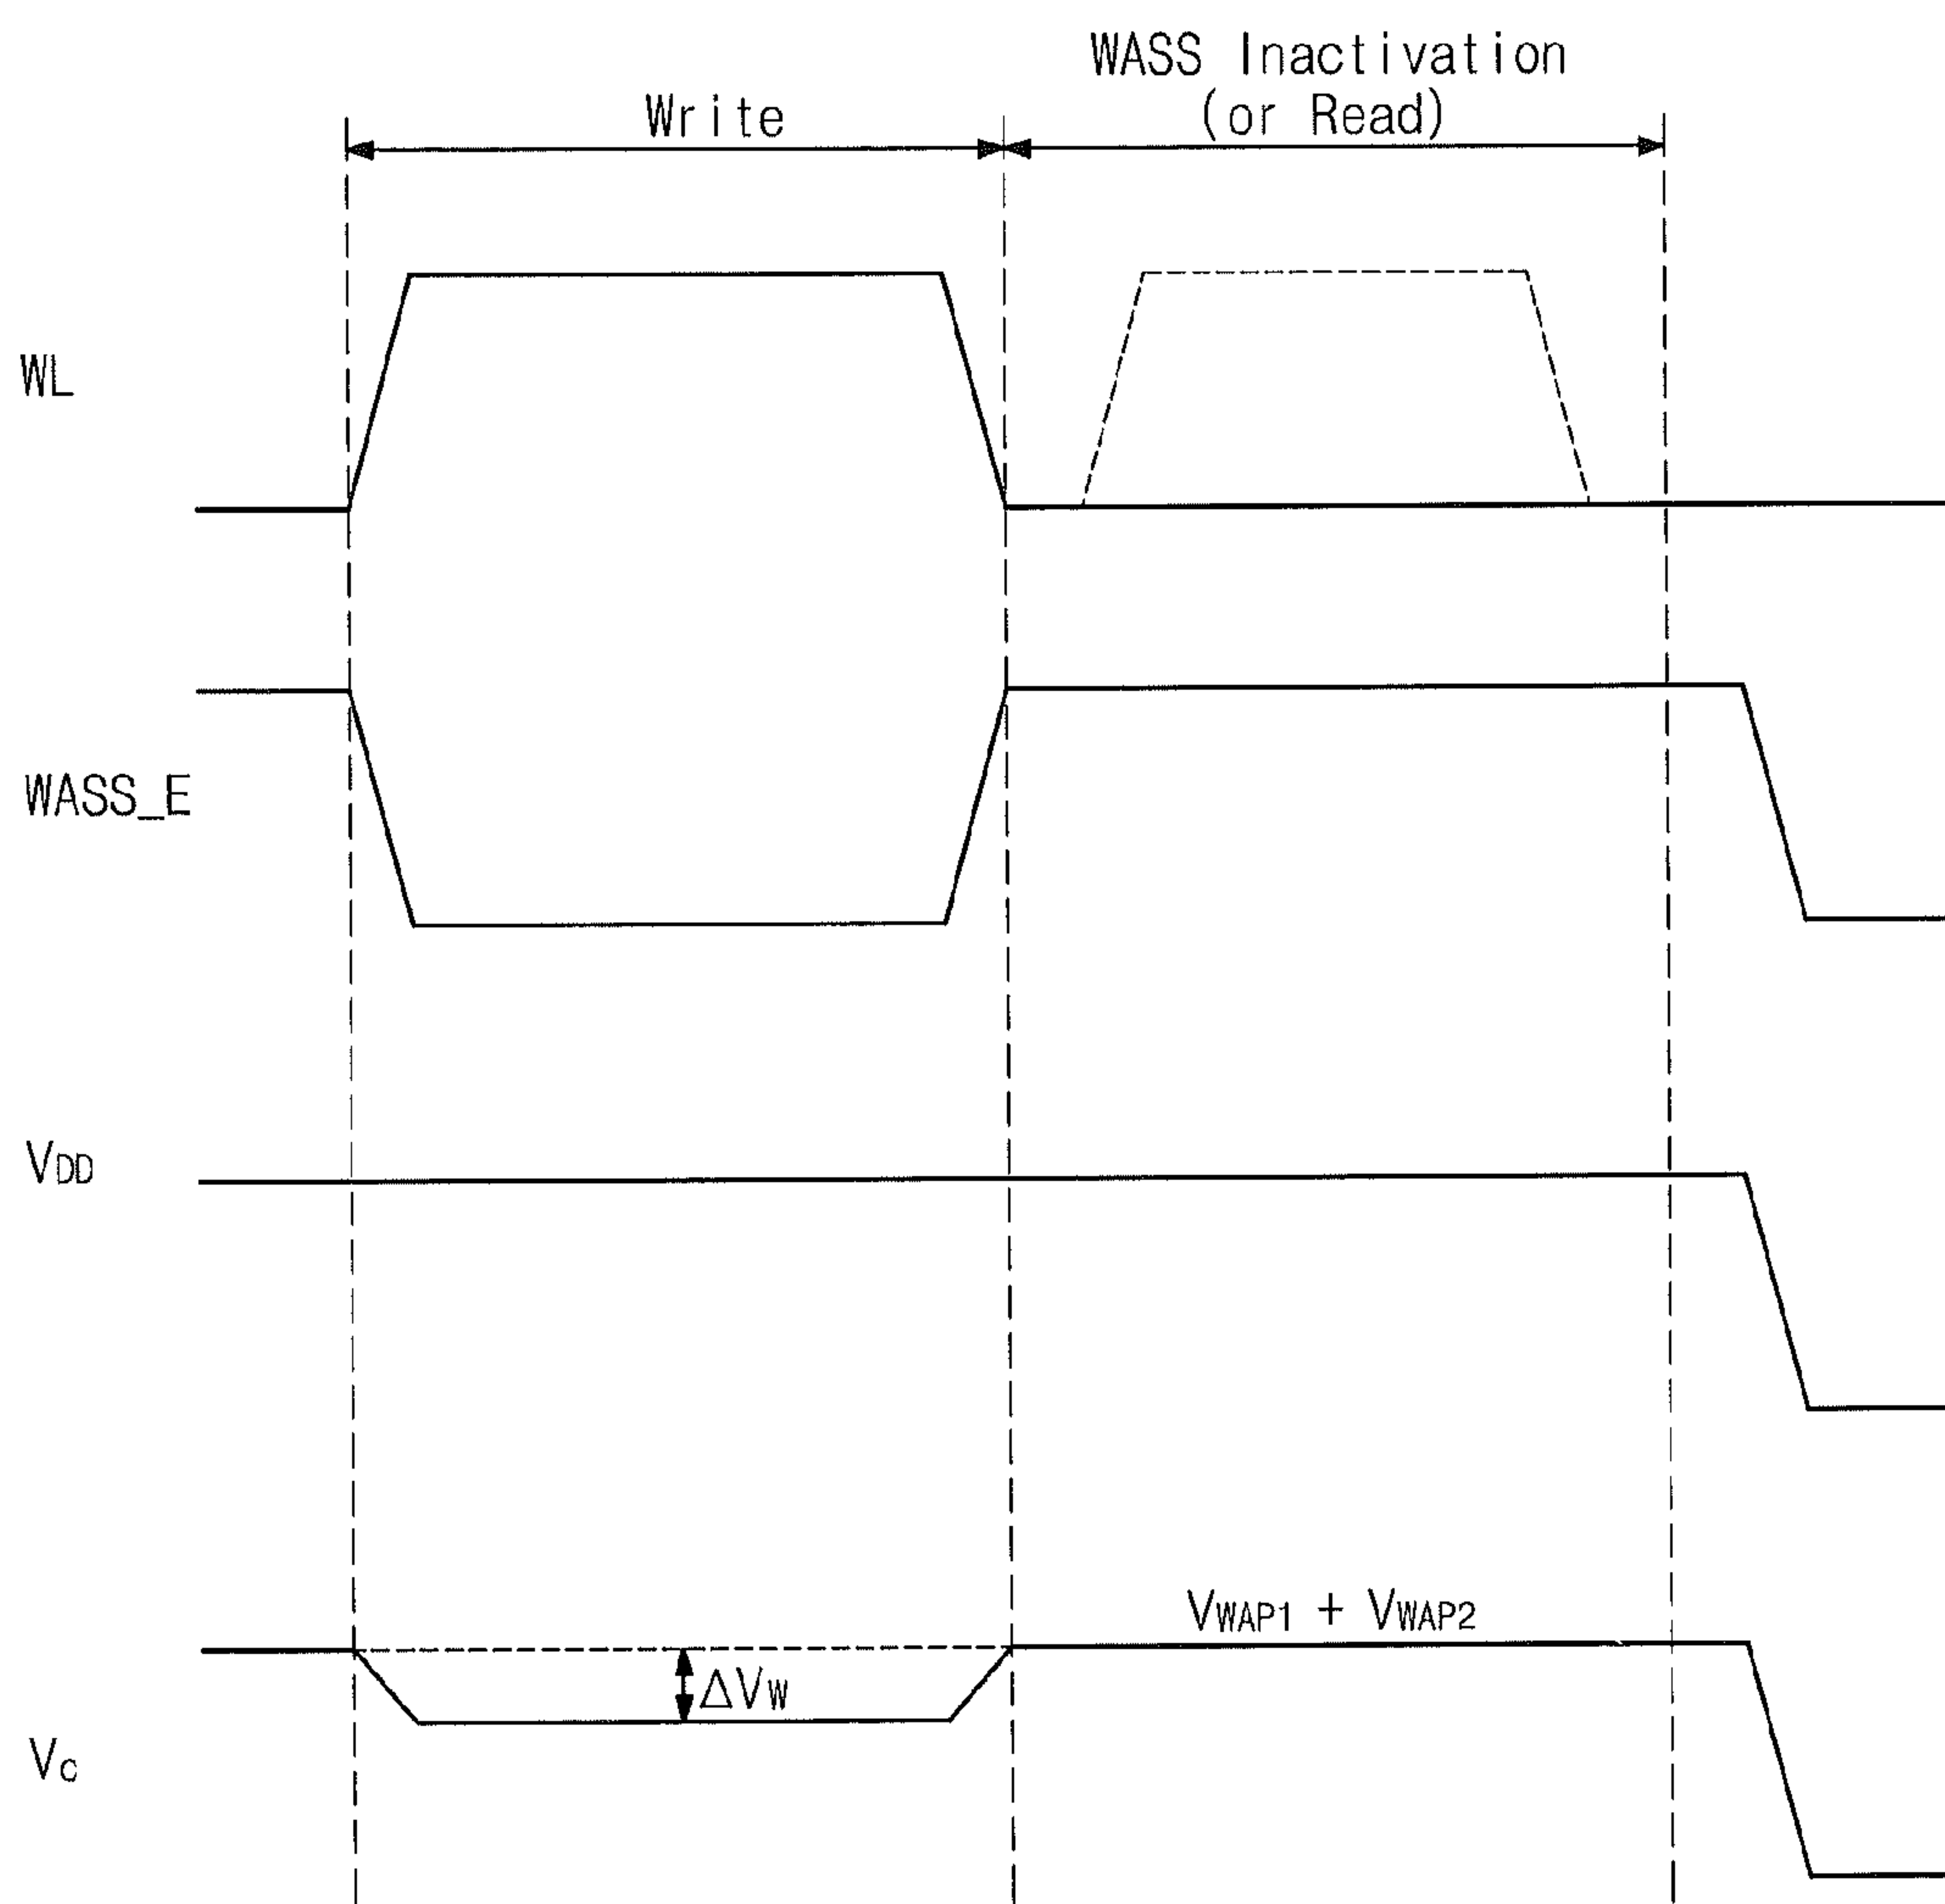 WASS Inactivation
Write
(or Read)
WL
WASS_E
VDD
VWAP1 + VWAP2
ΔVW
VC